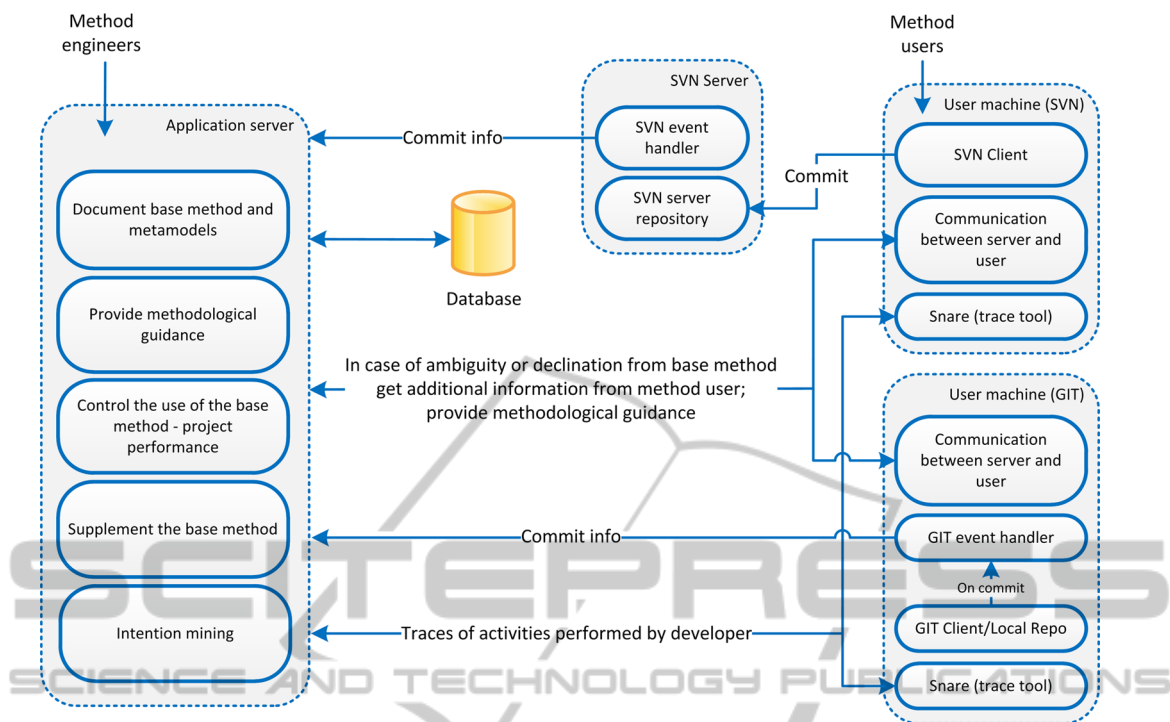 Method
engineers
Method
users
Application server
Document base method and
metamodels
Provide methodological
guidance
Control the use of the base
method - project
performance
Supplement the base method
Intention mining
Commit info
Database
SVN Server
SVN event
handler
SVN server
repository
Commit
User machine (SVN)
SVN Client
Communication
between server and
user
Snare (trace tool)
In case of ambiguity or declination from base method
get additional information from method user;
provide methodological guidance
User machine (GIT)
Communication
between server and
user
Commit info
GIT event handler
On commit
GIT Client/Local Repo
Traces of activities performed by developer
Snare (trace tool)
SCITEPRESS
SCIENCE AND TECHNOLOGY PUBLICATIONS